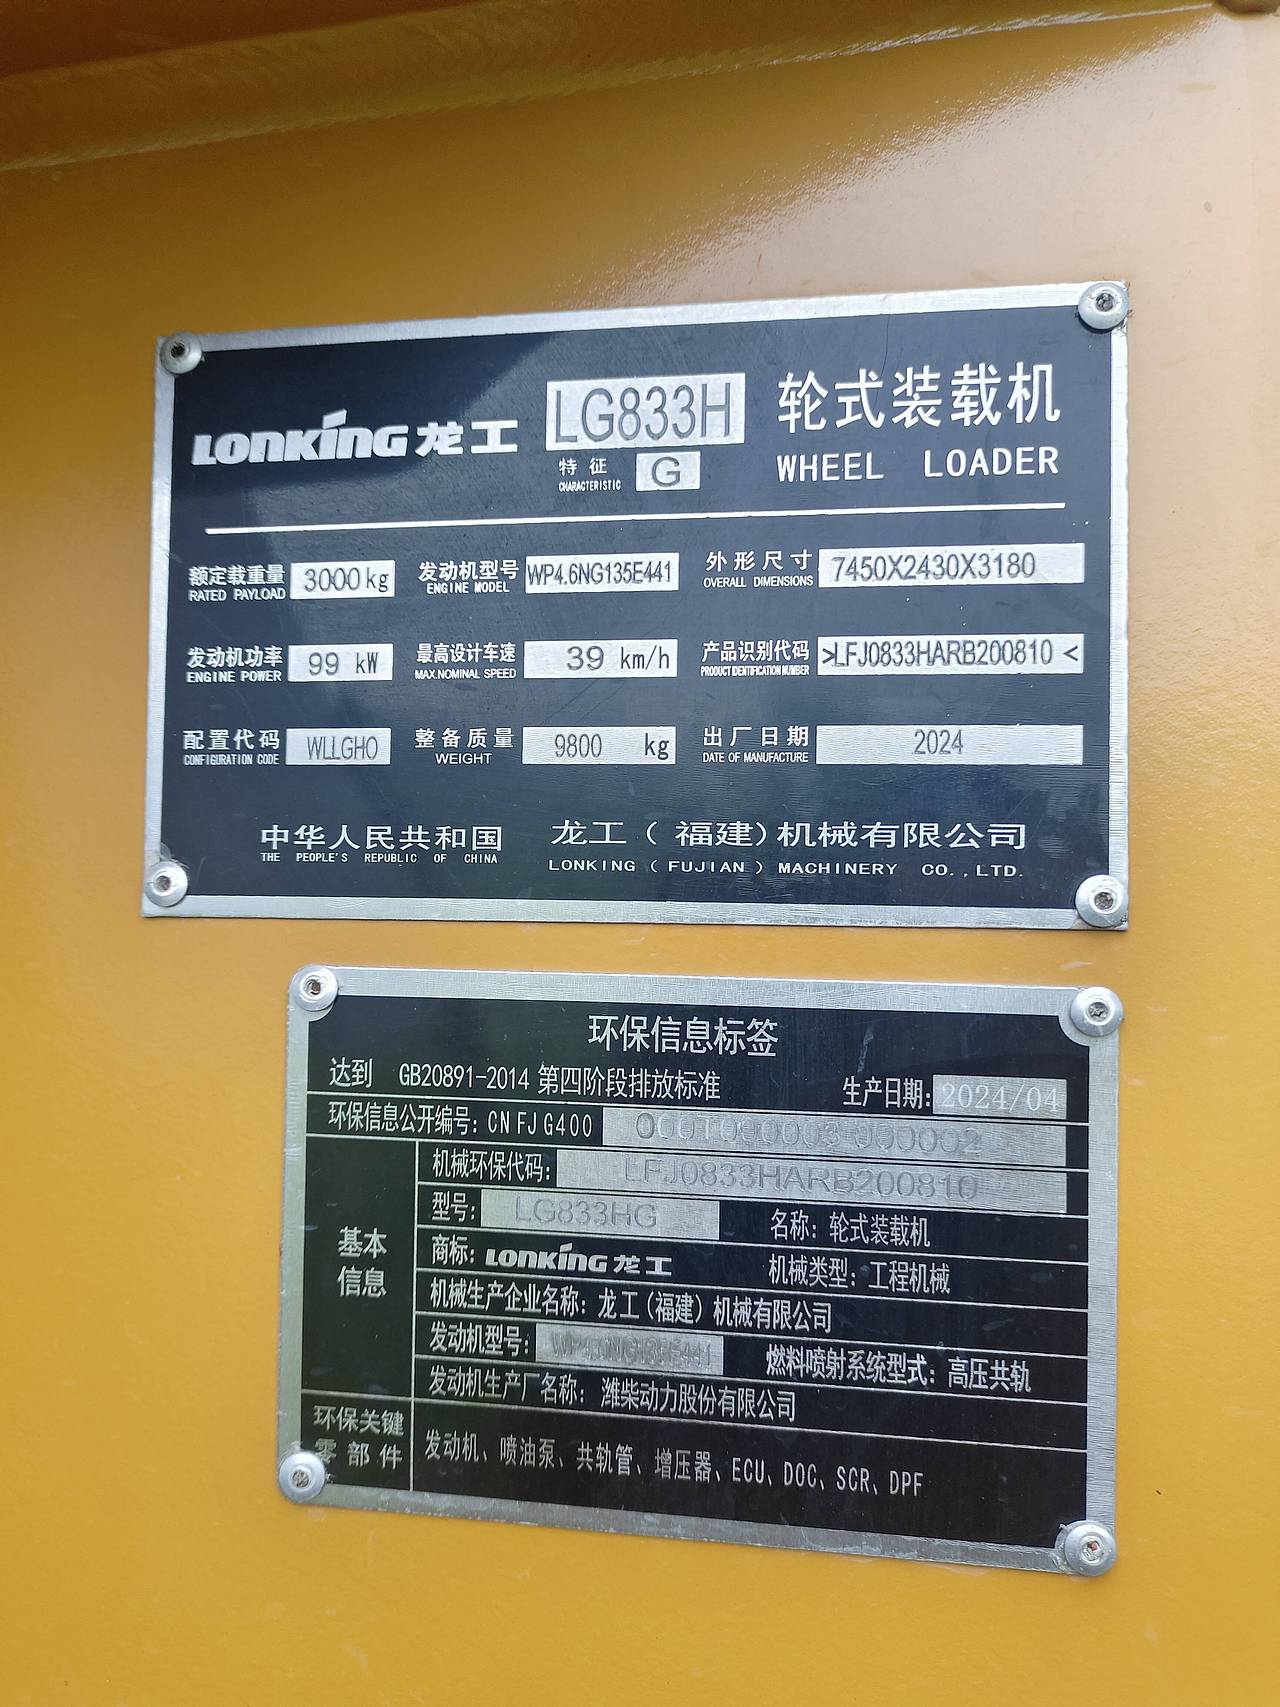 LONKING 龙工 LG833H 轮式装载机
特征 G WHEEL LOADER
CHARACTERISTIC
额定载重量 3000kg 发动机型号 WP4.6NG135E441 外形尺寸 7450X2430X3180
RATED PAYLOAD ENGINE MODEL OVERALL DIMENSIONS
发动机功率 99 kW 最高设计车速 39 km/h 产品识别代码 >LFJ0833HARB200810<
ENGINE POWER MAX.NOMINAL SPEED PRODUCT IDENTIFICATION NUMBER
配置代码 WLLGHO 整备质量 9800 kg 出厂日期 2024
CONFIGURATION CODE WEIGHT DATE OF MANUFACTURE
中华人民共和国 龙工(福建)机械有限公司
THE PEOPLE'S REPUBLIC OF CHINA LONKING (FUJIAN) MACHINERY CO.,LTD.
环保信息标签
达到 GB20891-2014 第四阶段排放标准 生产日期: 2024/04
环保信息公开编号: CN FJ G400 000T090003 000002
基本信息
机械环保代码: LFJ0833HARB200810
型号: LG833HG 名称: 轮式装载机
商标: LONKING 龙工 机械类型: 工程机械
机械生产企业名称: 龙工(福建)机械有限公司
发动机型号: WP4.6NG135E441 燃料喷射系统型式: 高压共轨
发动机生产厂名称: 潍柴动力股份有限公司
环保关键零部件 发动机、喷油泵、共轨管、增压器、ECU、DOC、SCR、DPF